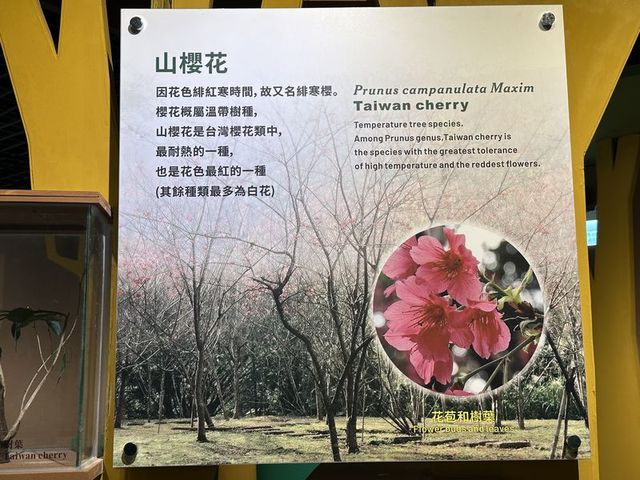 山櫻花
因花色緋紅寒時間，故又名緋寒櫻。
櫻花概屬溫帶樹種，
山櫻花是台灣櫻花類中，
最耐熱的一種，
也是花色最紅的一種
(其餘種類最多為白花)
Prunus campanulata Maxim
Taiwan cherry
Temperature tree species.
Among Prunus genus,Taiwan cherry is
the species with the greatest tolerance
of high temperature and the reddest flowers.
花苞和樹葉
Flower buds and leaves
樹葉
Taiwan cherry